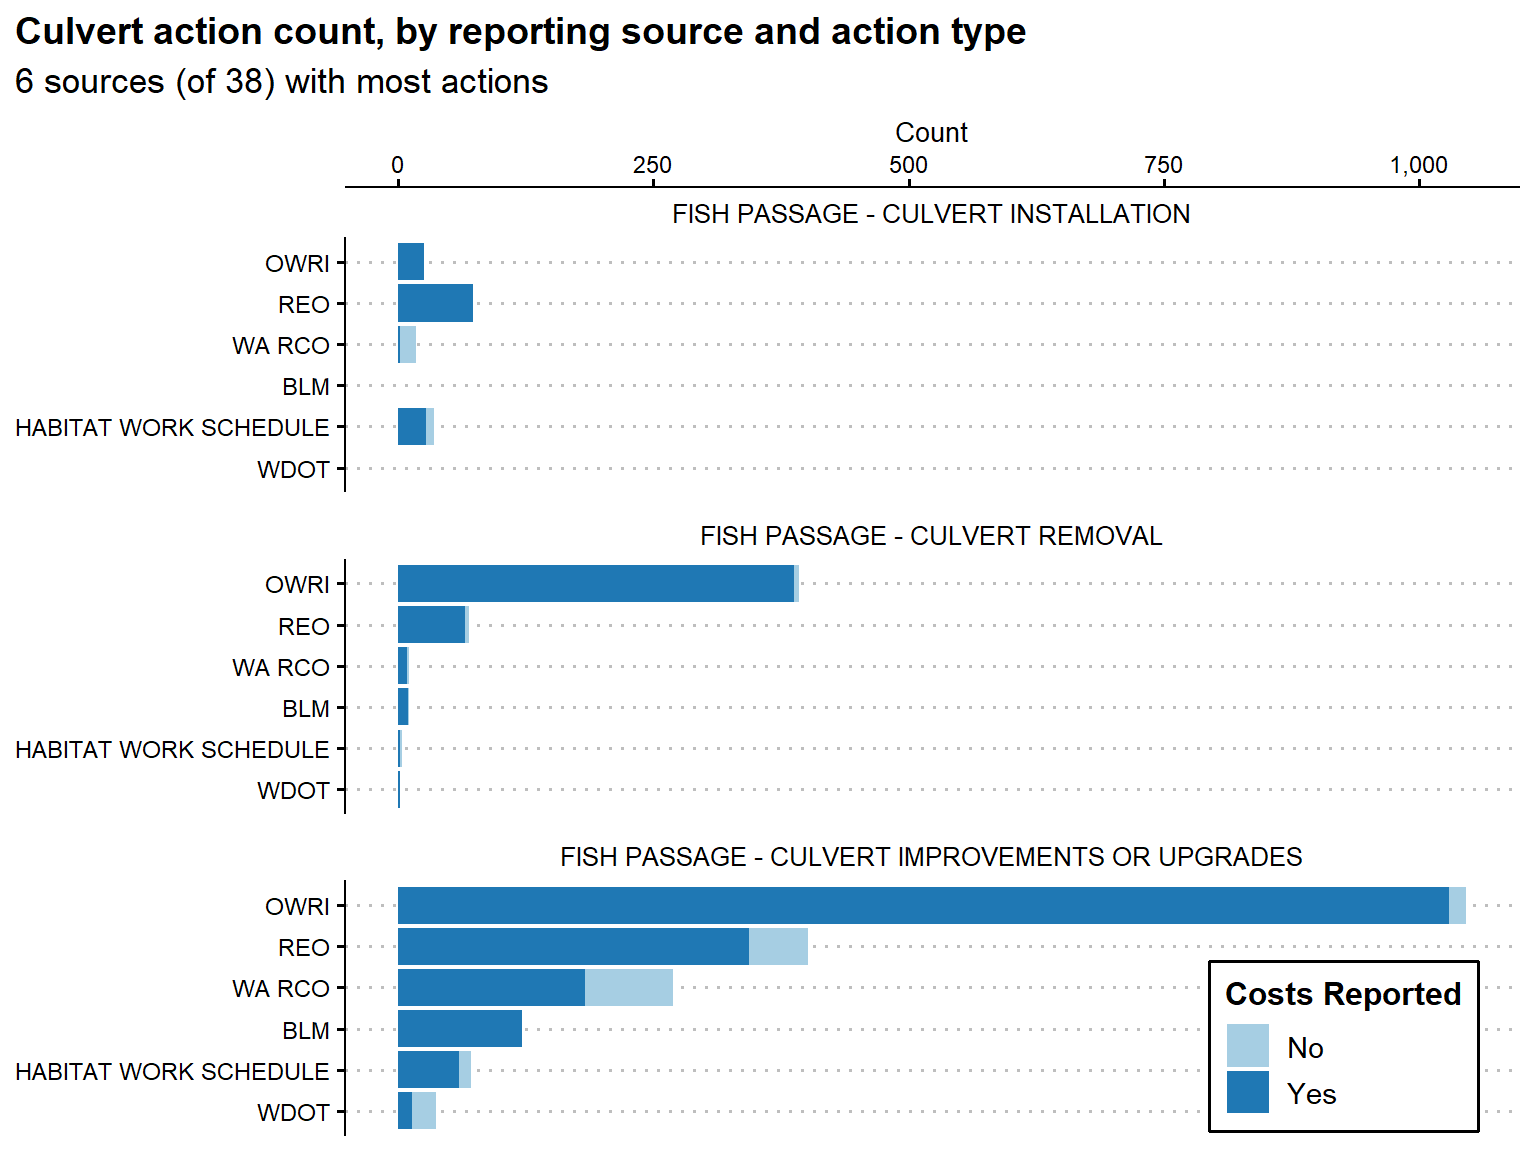 Culvert action count, by reporting source and action type
6 sources (of 38) with most actions
Count
0 250 500 750 1,000
FISH PASSAGE - CULVERT INSTALLATION
OWRI
REO
WA RCO
BLM
HABITAT WORK SCHEDULE
WDOT
FISH PASSAGE - CULVERT REMOVAL
OWRI
REO
WA RCO
BLM
HABITAT WORK SCHEDULE
WDOT
FISH PASSAGE - CULVERT IMPROVEMENTS OR UPGRADES
OWRI
REO
WA RCO
BLM
HABITAT WORK SCHEDULE
WDOT
Costs Reported
No
Yes